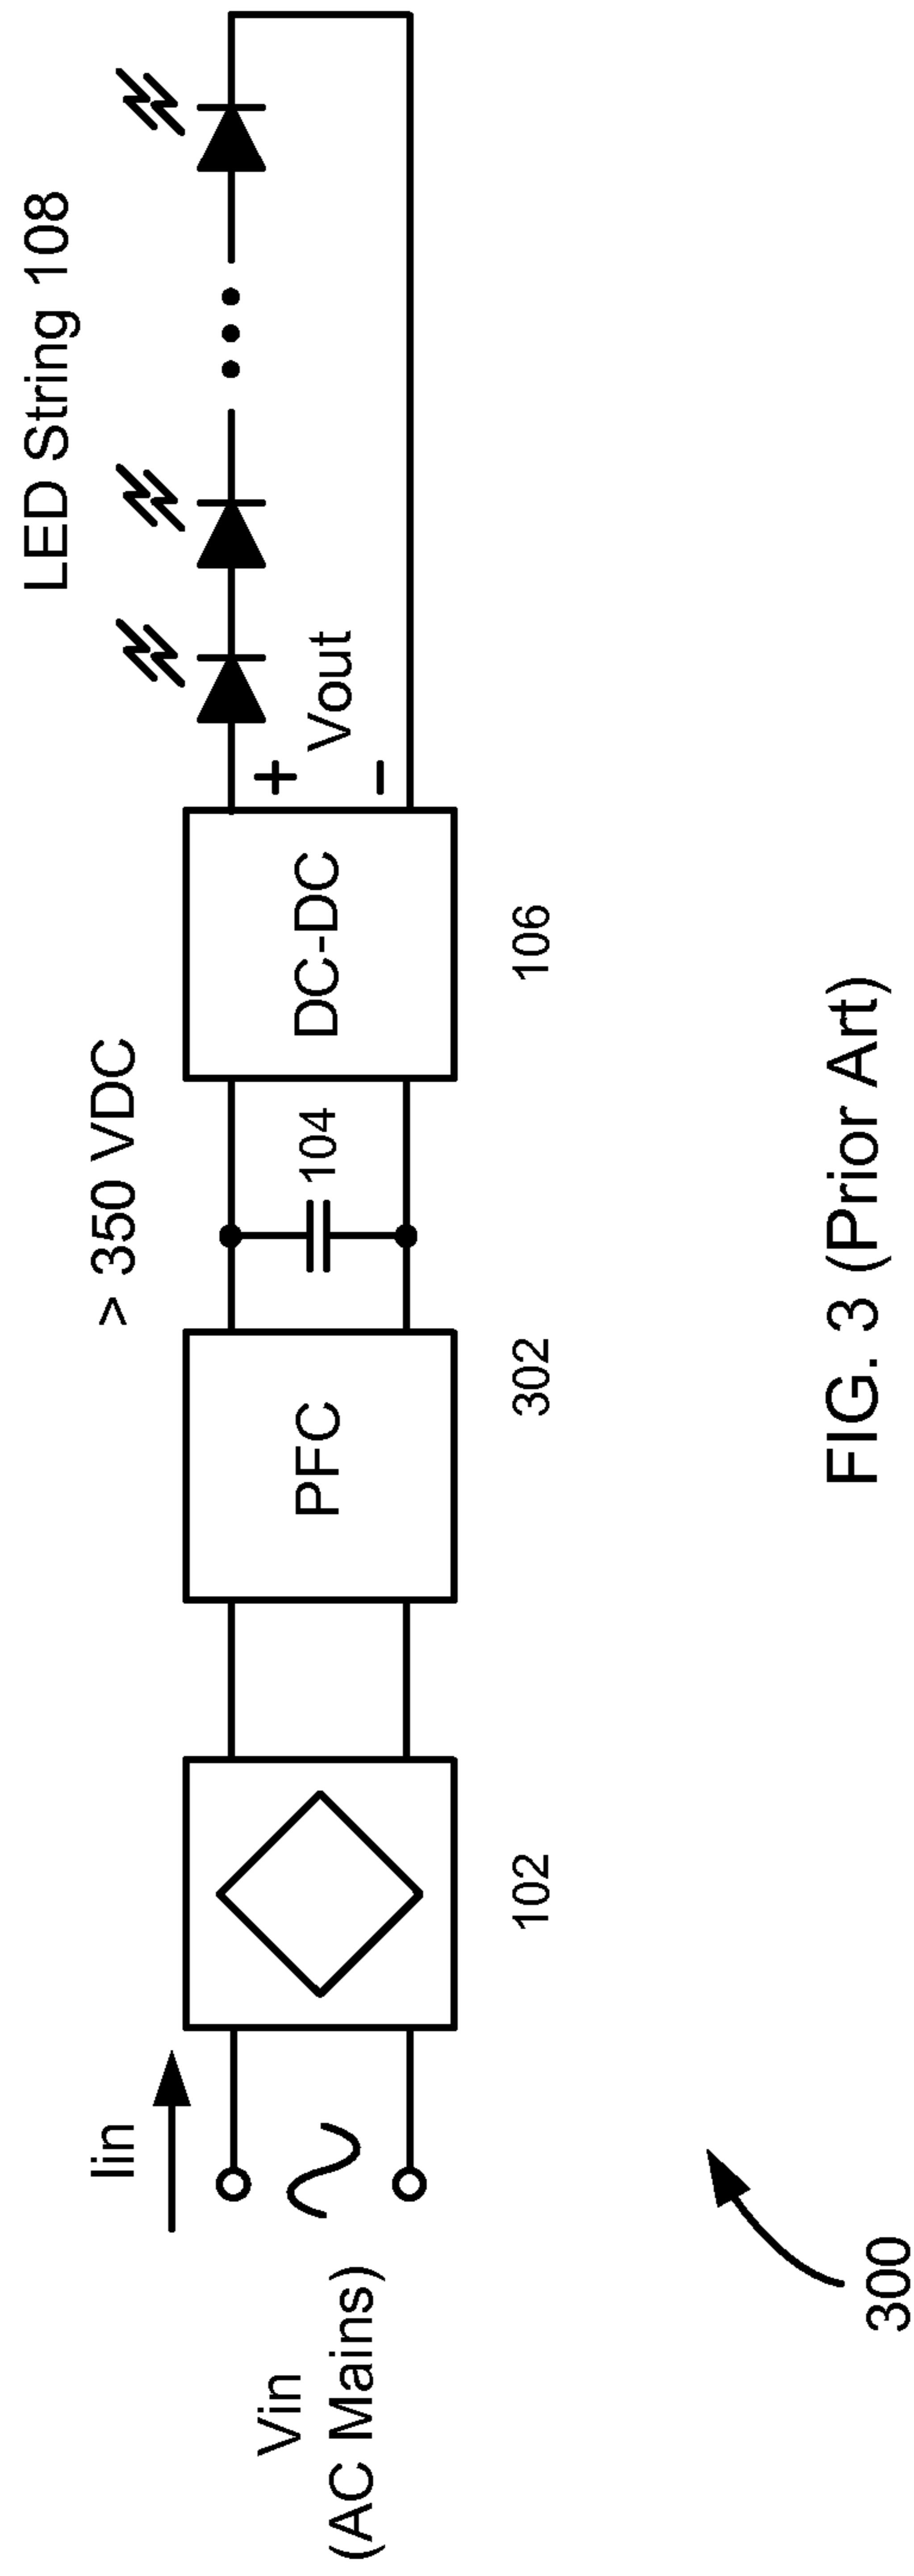 LED String 108
> 350 VDC
Iin
Vin
(AC Mains)
PFC
104
DC-DC
+
Vout
−
102
302
106
300
FIG. 3 (Prior Art)